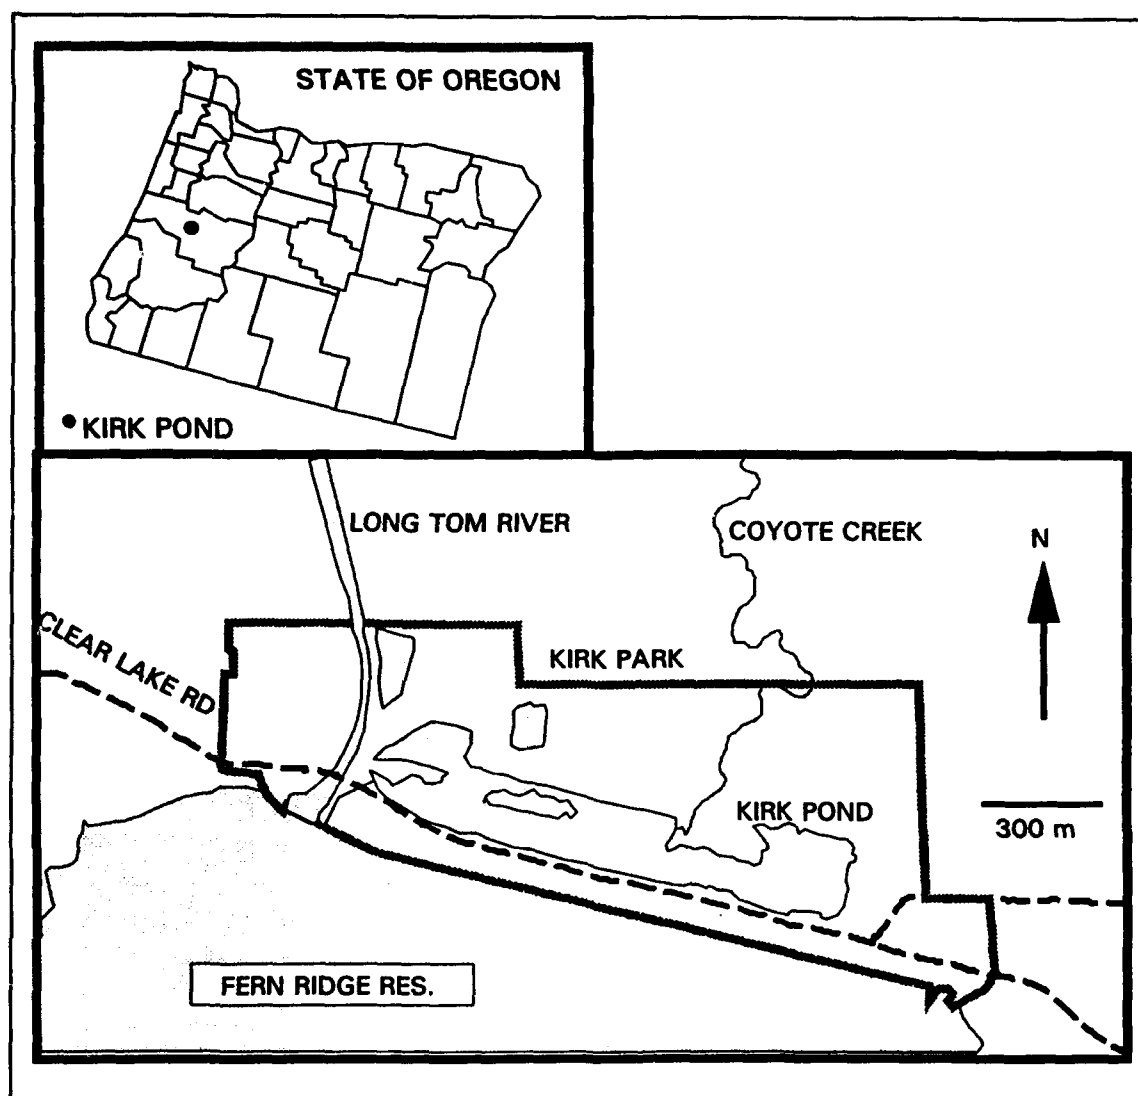 STATE OF OREGON
KIRK POND
LONG TOM RIVER
COYOTE CREEK
N
CLEAR LAKE RD
KIRK PARK
KIRK POND
300 m
FERN RIDGE RES.